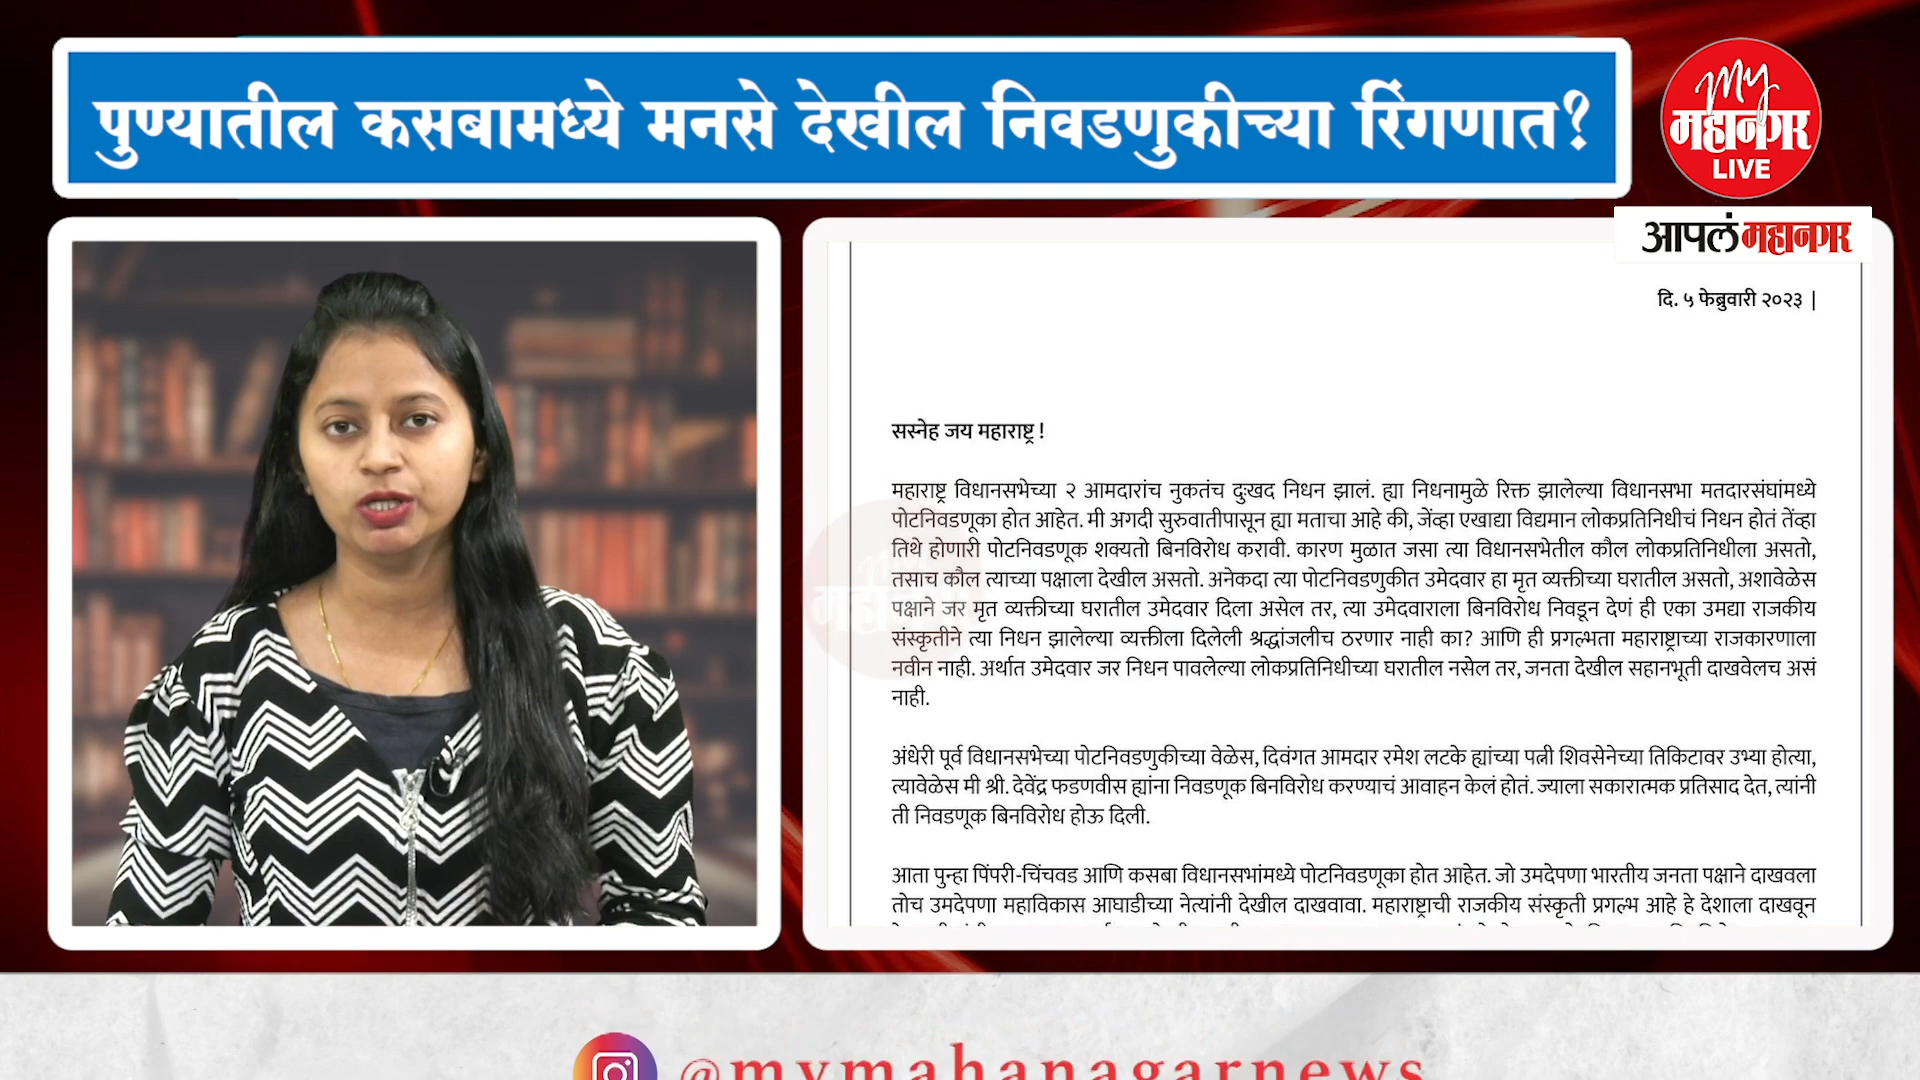 पुण्यातील कसबामध्ये मनसे देखील निवडणुकीच्या रिंगणात?
My
महानगर
LIVE
आपलं महानगर
दि. ५ फेब्रुवारी २०२३ |
सस्नेह जय महाराष्ट्र !
महाराष्ट्र विधानसभेच्या २ आमदारांच नुकतंच दुःखद निधन झालं. ह्या निधनामुळे रिक्त झालेल्या विधानसभा मतदारसंघांमध्ये
पोटनिवडणूका होत आहेत. मी अगदी सुरुवातीपासून ह्या मताचा आहे की, जेंव्हा एखाद्या विद्यमान लोकप्रतिनिधीचं निधन होतं तेंव्हा
तिथे होणारी पोटनिवडणूक शक्यतो बिनविरोध करावी. कारण मुळात जसा त्या विधानसभेतील कौल लोकप्रतिनिधीला असतो,
तसाच कौल त्याच्या पक्षाला देखील असतो. अनेकदा त्या पोटनिवडणुकीत उमेदवार हा मृत व्यक्तीच्या घरातील असतो, अशावेळेस
पक्षाने जर मृत व्यक्तीच्या घरातील उमेदवार दिला असेल तर, त्या उमेदवाराला बिनविरोध निवडून देणं ही एका उमद्या राजकीय
संस्कृतीने त्या निधन झालेल्या व्यक्तीला दिलेली श्रद्धांजलीच ठरणार नाही का? आणि ही प्रगल्भता महाराष्ट्राच्या राजकारणाला
नवीन नाही. अर्थात उमेदवार जर निधन पावलेल्या लोकप्रतिनिधीच्या घरातील नसेल तर, जनता देखील सहानभूती दाखवेलच असं
नाही.
अंधेरी पूर्व विधानसभेच्या पोटनिवडणुकीच्या वेळेस, दिवंगत आमदार रमेश लटके ह्यांच्या पत्नी शिवसेनेच्या तिकिटावर उभ्या होत्या,
त्यावेळेस मी श्री. देवेंद्र फडणवीस ह्यांना निवडणूक बिनविरोध करण्याचं आवाहन केलं होतं. ज्याला सकारात्मक प्रतिसाद देत, त्यांनी
ती निवडणूक बिनविरोध होऊ दिली.
आता पुन्हा पिंपरी-चिंचवड आणि कसबा विधानसभांमध्ये पोटनिवडणूका होत आहेत. जो उमदेपणा भारतीय जनता पक्षाने दाखवला
तोच उमदेपणा महाविकास आघाडीच्या नेत्यांनी देखील दाखवावा. महाराष्ट्राची राजकीय संस्कृती प्रगल्भ आहे हे देशाला दाखवून
@mymahanagarnews